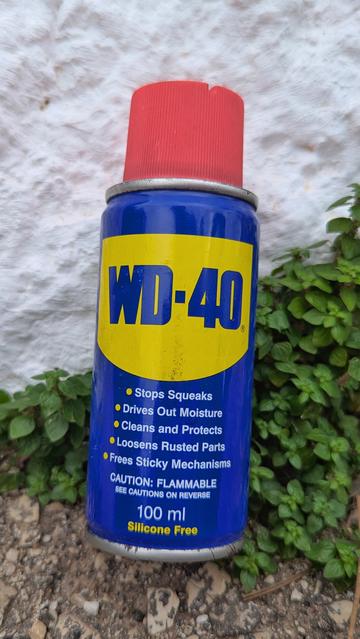 WD-40®
• Stops Squeaks
• Drives Out Moisture
• Cleans and Protects
• Loosens Rusted Parts
• Frees Sticky Mechanisms
CAUTION: FLAMMABLE
SEE CAUTIONS ON REVERSE
100 ml
Silicone Free